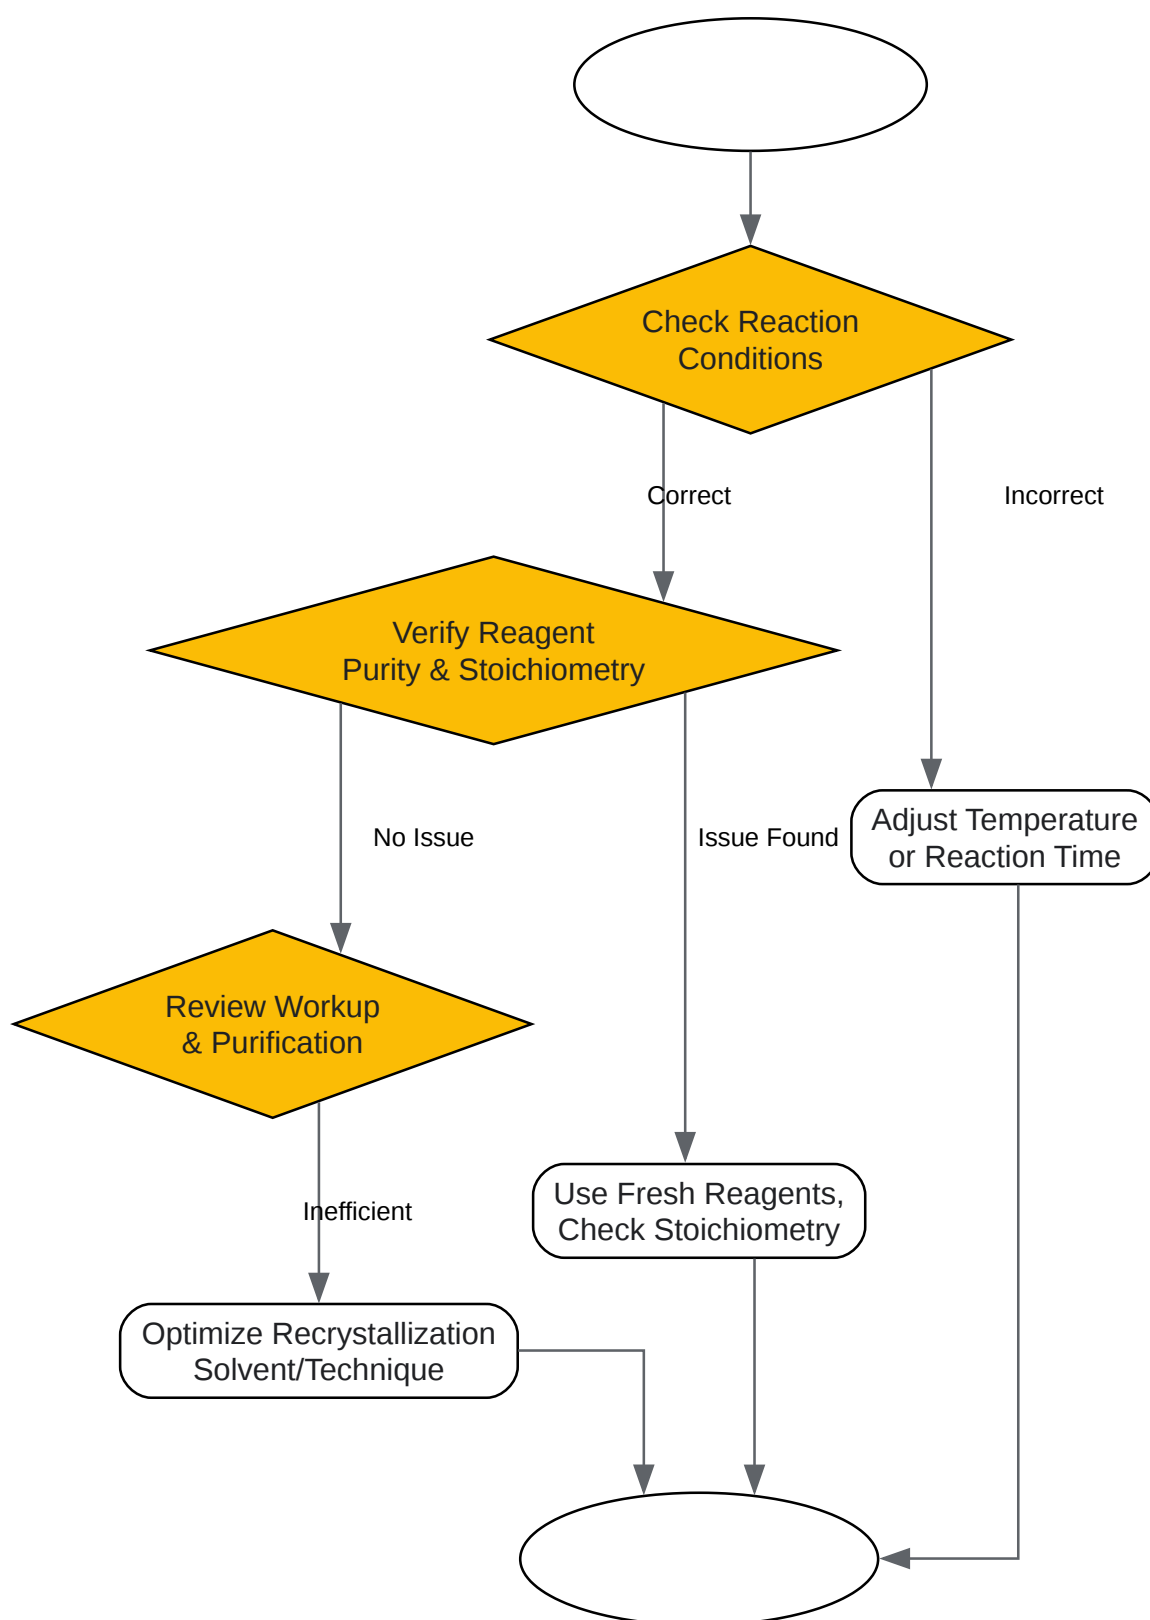 Check Reaction
Conditions
Correct
Incorrect
Verify Reagent
Purity & Stoichiometry
No Issue
Issue Found
Adjust Temperature
or Reaction Time
Review Workup
& Purification
Inefficient
Use Fresh Reagents,
Check Stoichiometry
Optimize Recrystallization
Solvent/Technique